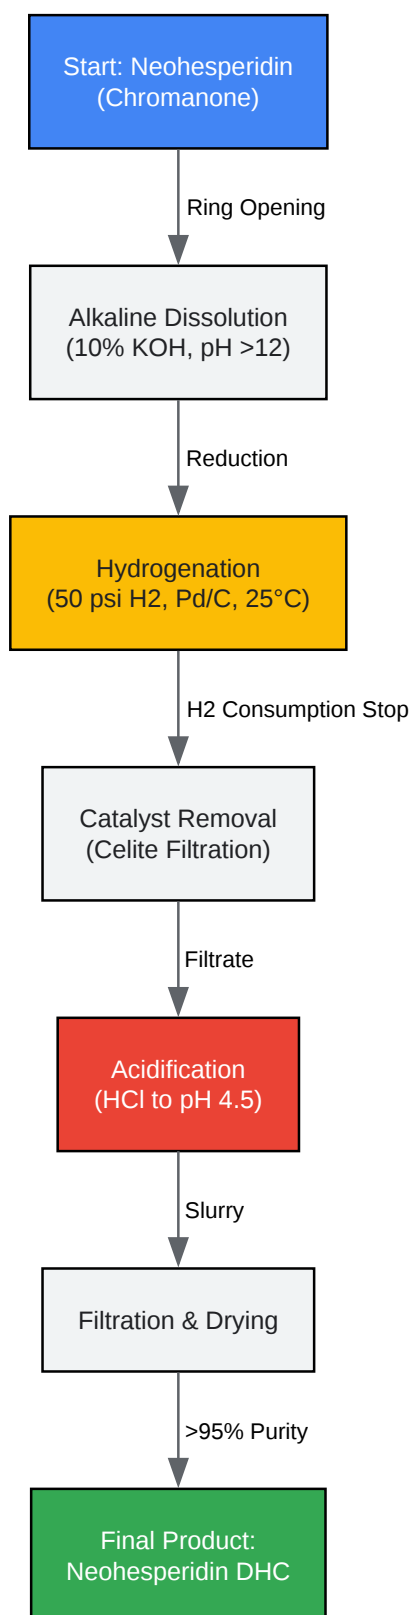 Start: Neohesperidin
(Chromanone)
Ring Opening
Alkaline Dissolution
(10% KOH, pH >12)
Reduction
Hydrogenation
(50 psi H2, Pd/C, 25°C)
H2 Consumption Stop
Catalyst Removal
(Celite Filtration)
Filtrate
Acidification
(HCl to pH 4.5)
Slurry
Filtration & Drying
>95% Purity
Final Product:
Neohesperidin DHC